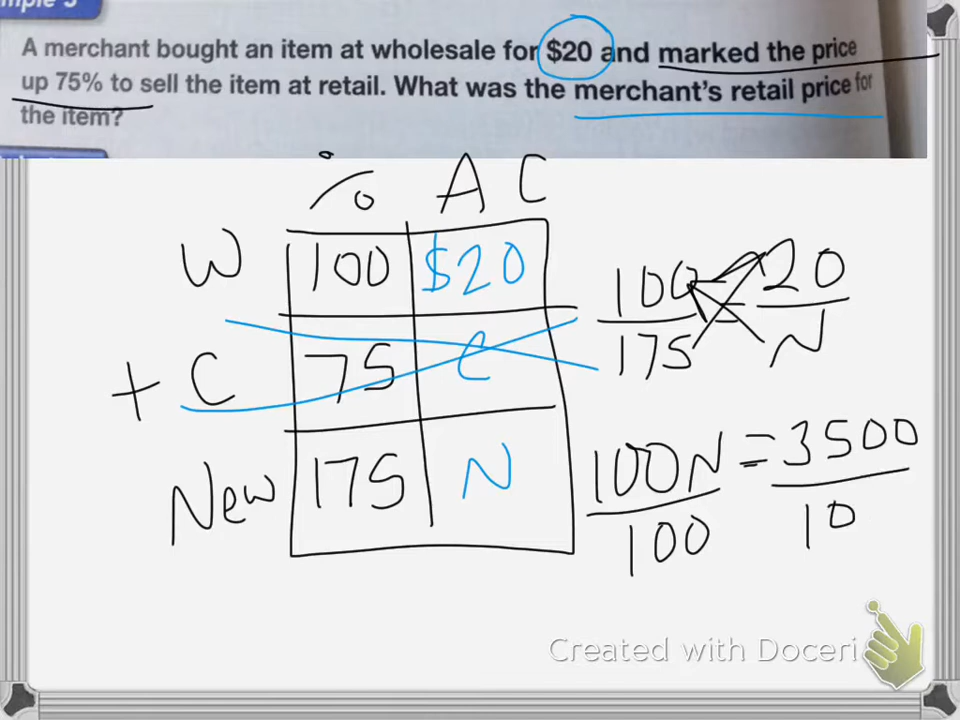 mple 3
A merchant bought an item at wholesale for $20 and marked the price
up 75% to sell the item at retail. What was the merchant's retail price for
the item?
% A C
W 100 $20
+ C 75 C
New 175 N
100 = 20
175 N
100N = 3500
100 10
Created with Doceri